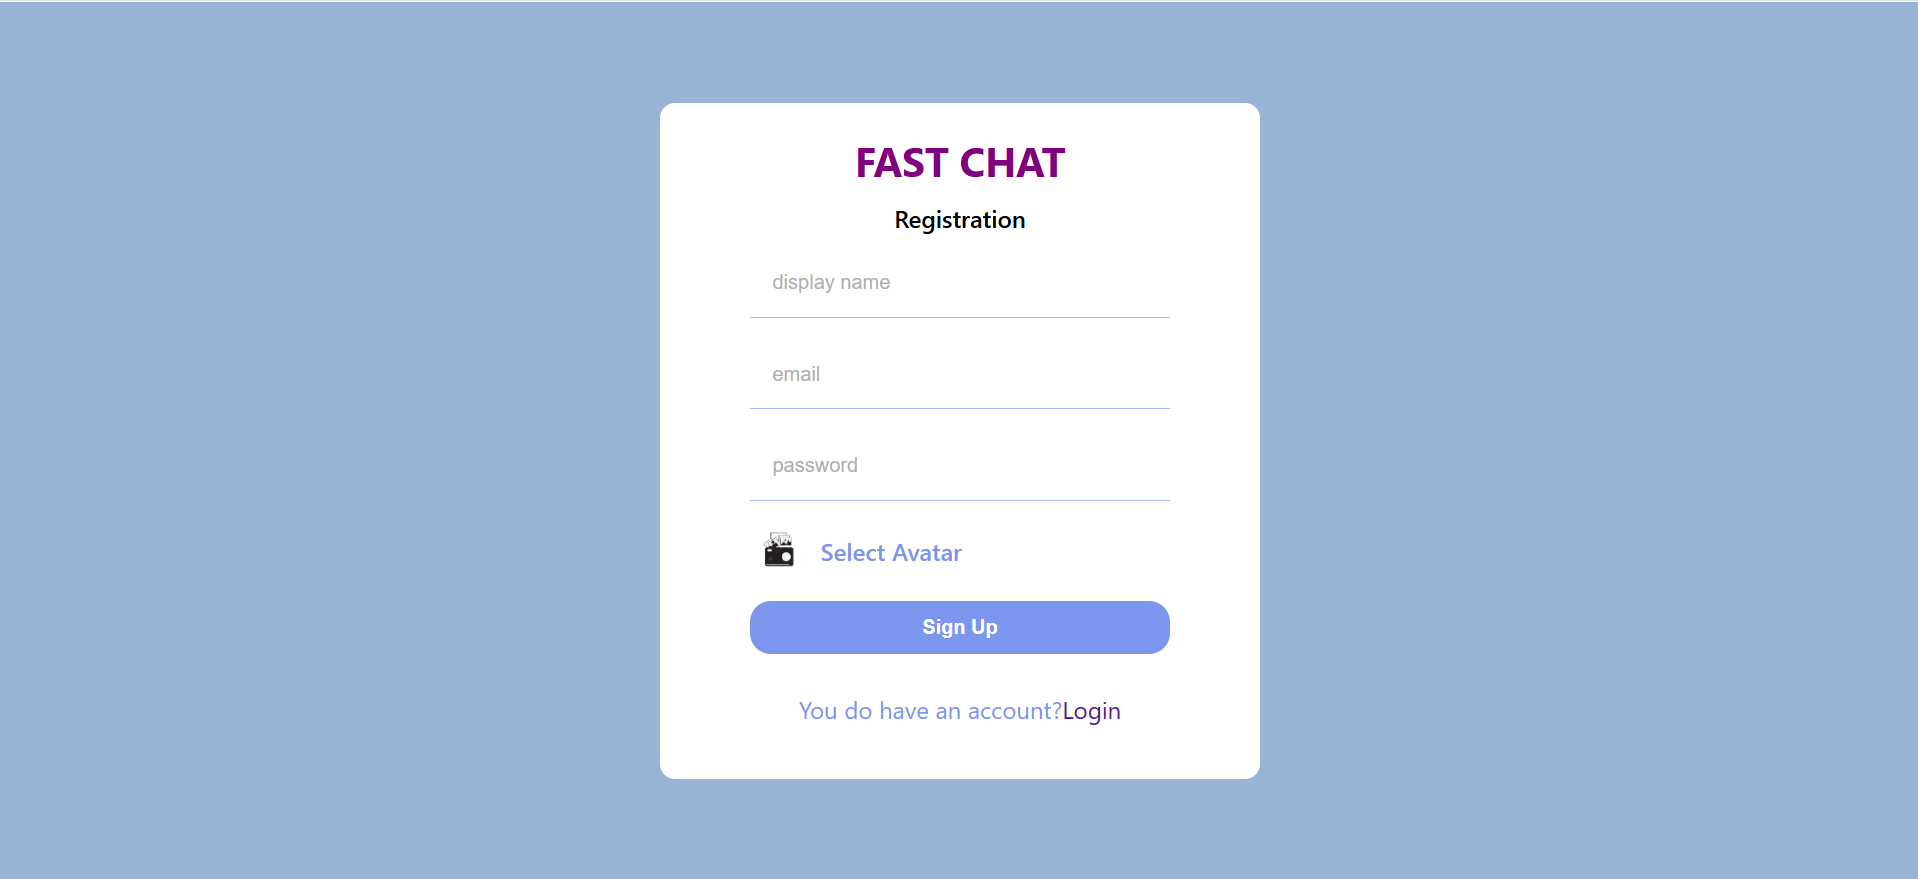 FAST CHAT
Registration
display name
email
password
Select Avatar
Sign Up
You do have an account?Login